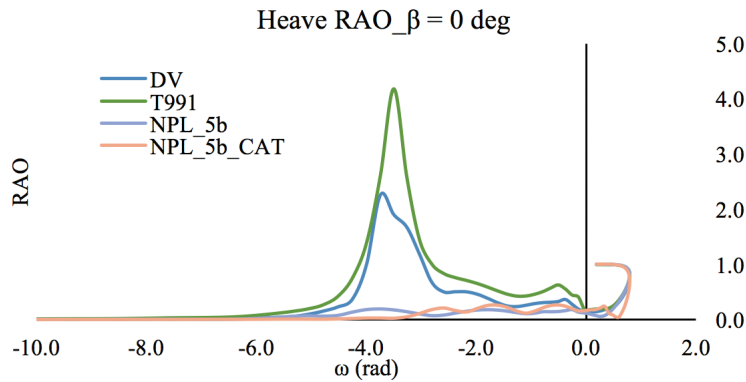 Heave RAO_β = 0 deg
5.0
DV
T991
4.0
NPL_5b
NPL_5b_CAT
3.0
RAO
2.0
1.0
0.0
-10.0 -8.0 -6.0 -4.0 -2.0 0.0 2.0
ω (rad)